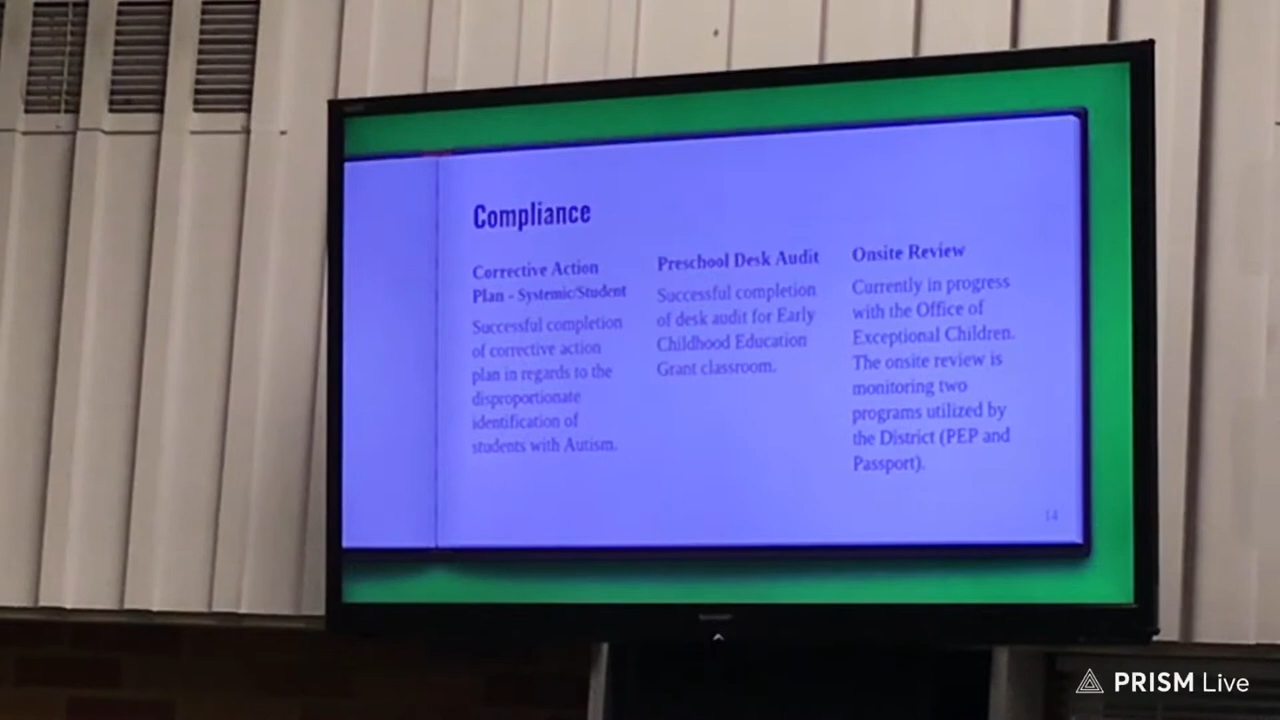 Compliance
Corrective Action
Plan - Systemic/Student
Successful completion
of corrective action
plan in regards to the
disproportionate
identification of
students with Autism.
Preschool Desk Audit
Successful completion
of desk audit for Early
Childhood Education
Grant classroom.
Onsite Review
Currently in progress
with the Office of
Exceptional Children.
The onsite review is
monitoring two
programs utilized by
the District (PEP and
Passport).
14
PRISM Live